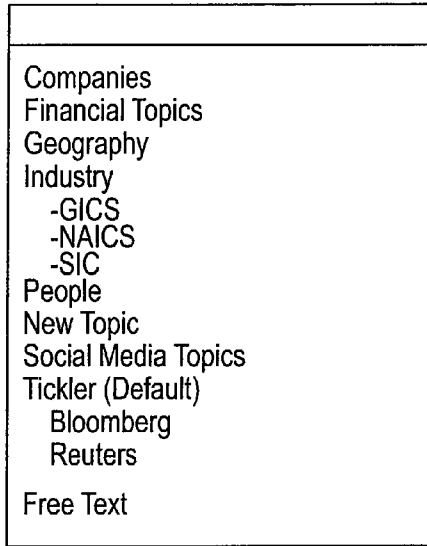 Companies
Financial Topics
Geography
Industry
-GICS
-NAICS
-SIC
People
New Topic
Social Media Topics
Tickler (Default)
Bloomberg
Reuters
Free Text